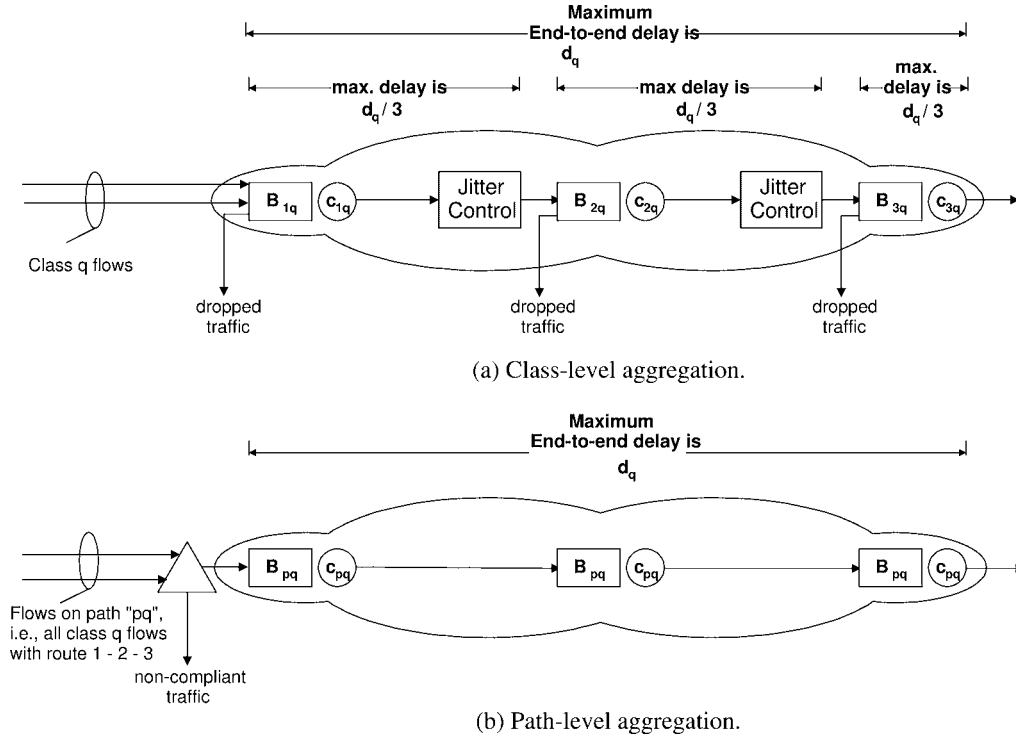 Maximum
End-to-end delay is
d_q
max. delay is
d_q / 3
max delay is
d_q / 3
max.
delay is
d_q / 3
B_1q
c_1q
Jitter
Control
B_2q
c_2q
Jitter
Control
B_3q
c_3q
Class q flows
dropped
traffic
dropped
traffic
dropped
traffic
(a) Class-level aggregation.
Maximum
End-to-end delay is
d_q
B_pq
c_pq
B_pq
c_pq
B_pq
c_pq
Flows on path "pq",
i.e., all class q flows
with route 1 - 2 - 3
non-compliant
traffic
(b) Path-level aggregation.